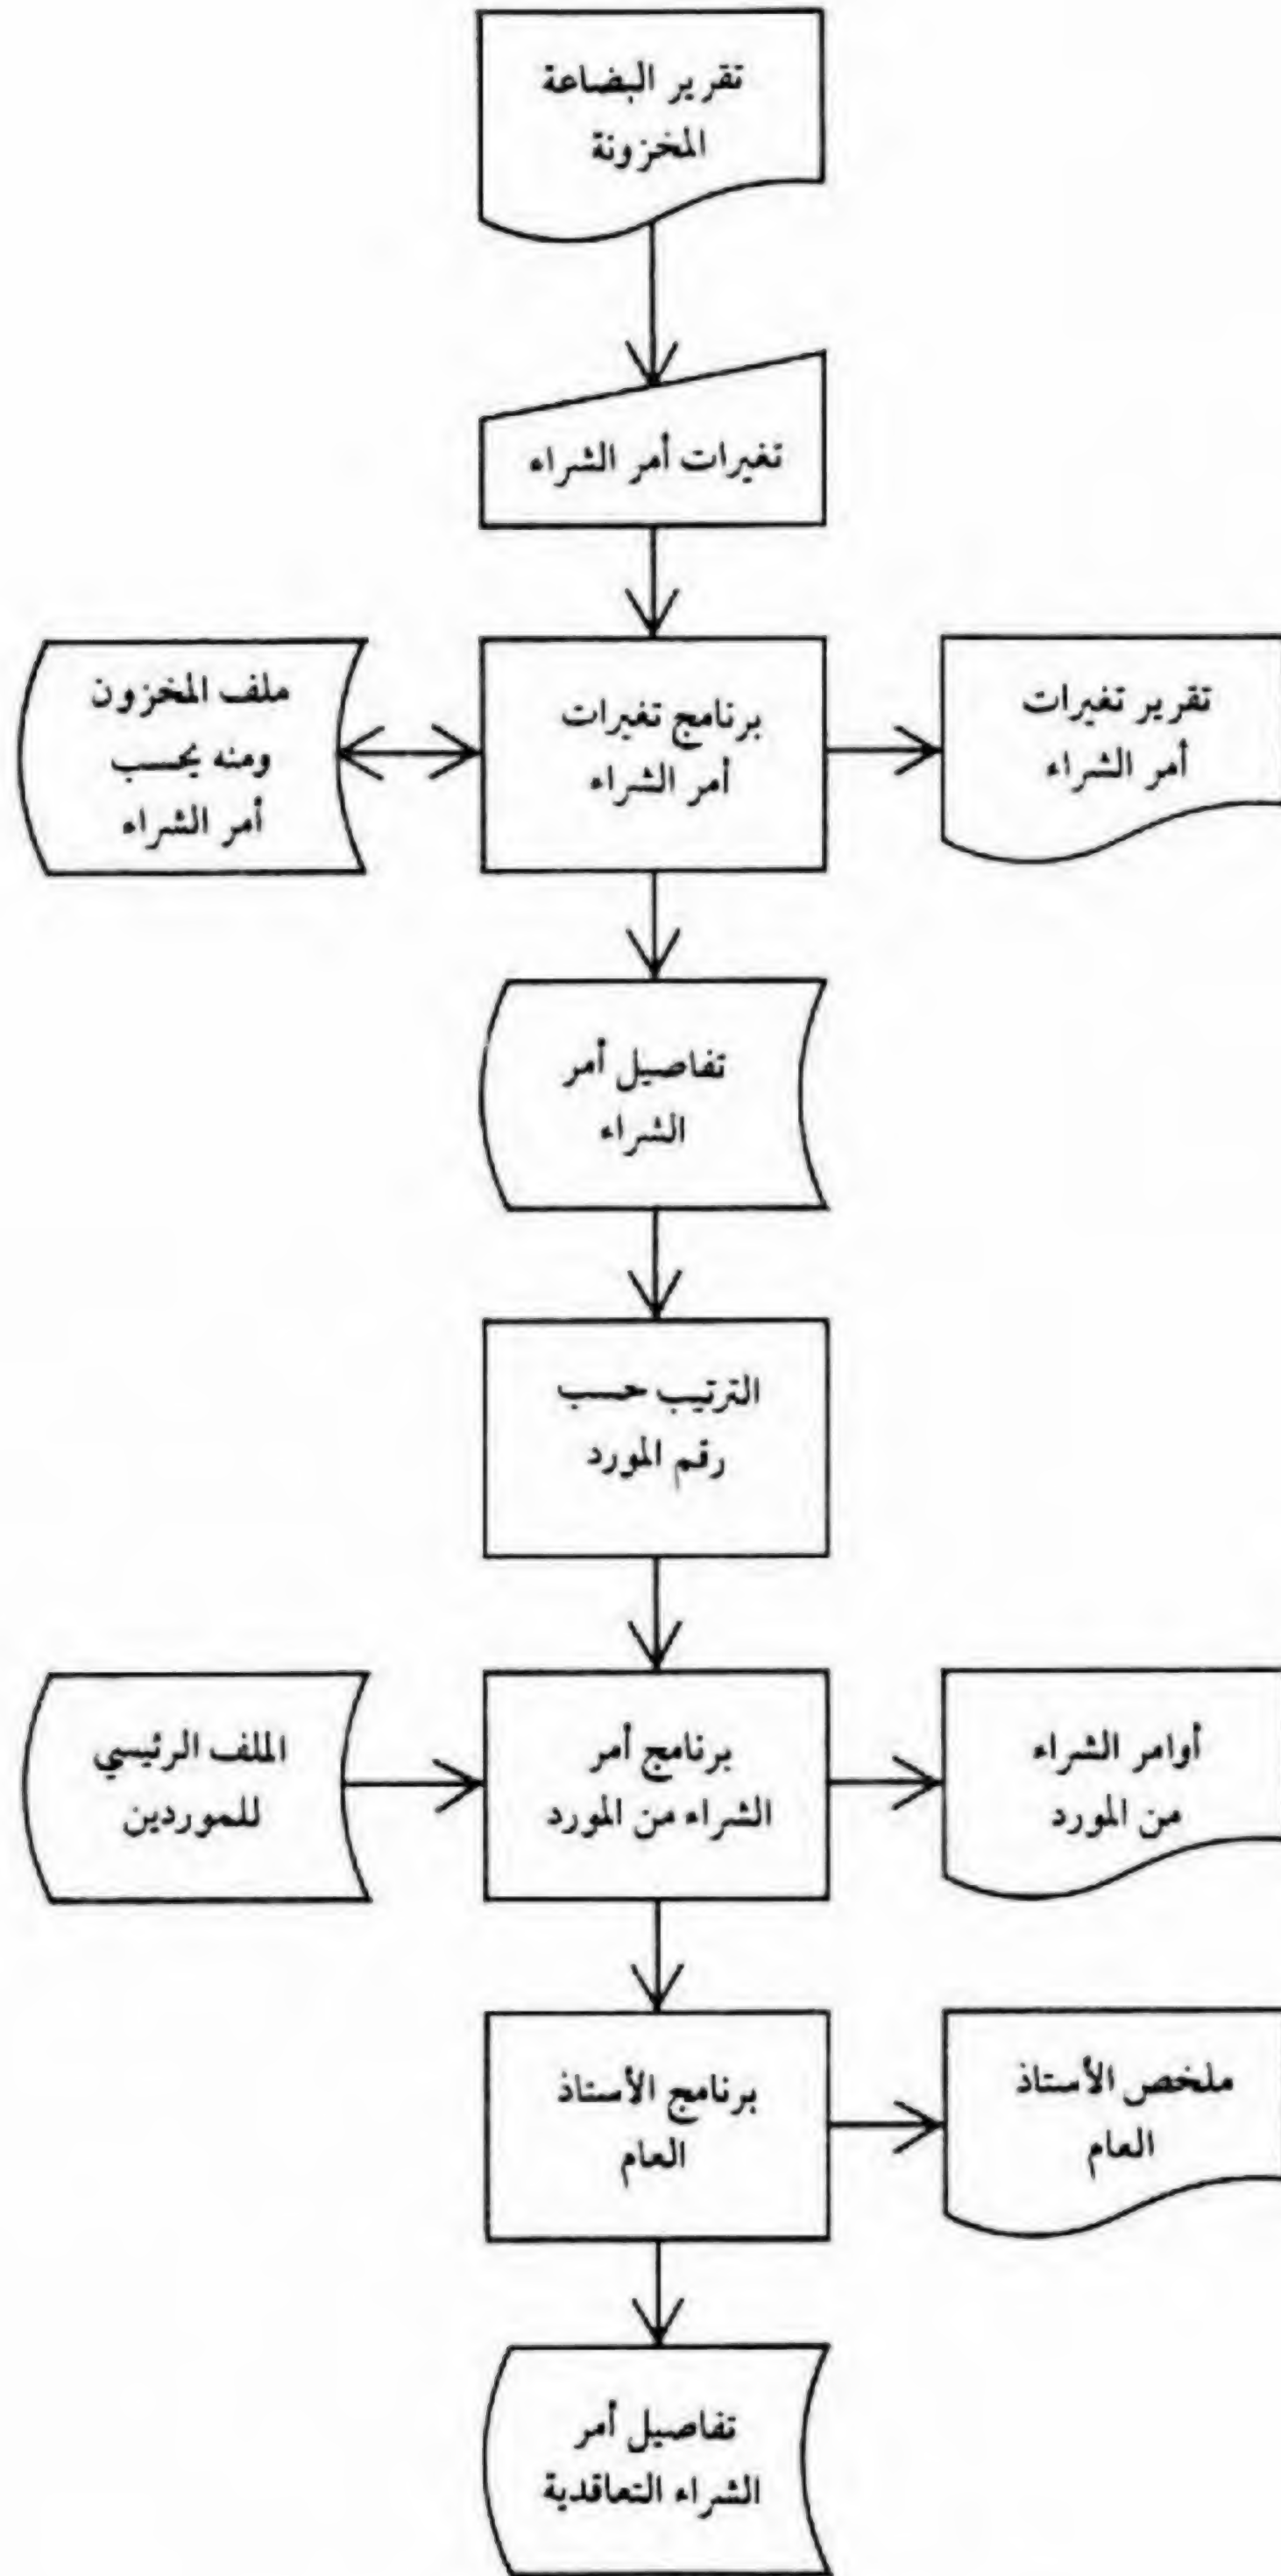 تقرير البضاعة
المخزونة
تغيرات أمر الشراء
تقرير تغيرات
أمر الشراء
برنامج تغيرات
أمر الشراء
ملف المخزون
ومنه يحسب
أمر الشراء
تفاصيل أمر
الشراء
الترتيب حسب
رقم المورد
أوامر الشراء
من المورد
برنامج أمر
الشراء من المورد
الملف الرئيسي
للموردين
ملخص الأستاذ
العام
برنامج الأستاذ
العام
تفاصيل أمر
الشراء التعاقدية